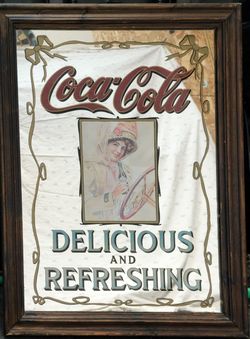 Coca-Cola
DELICIOUS
AND
REFRESHING